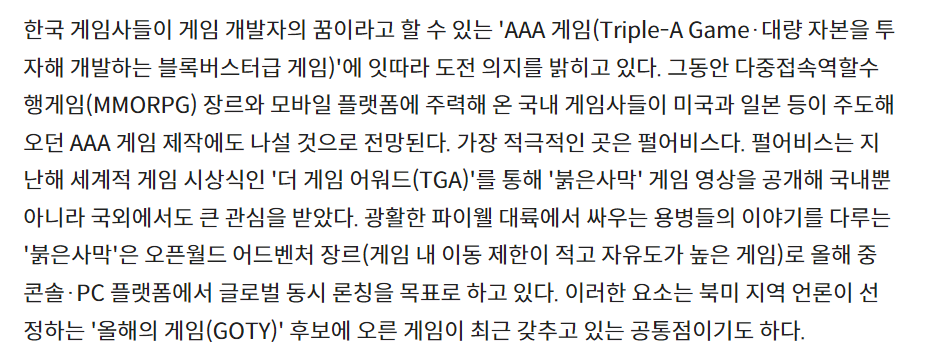 한국 게임사들이 게임 개발자의 꿈이라고 할 수 있는 'AAA 게임(Triple-A Game·대량 자본을 투
자해 개발하는 블록버스터급 게임)'에 잇따라 도전 의지를 밝히고 있다. 그동안 다중접속역할수
행게임(MMORPG) 장르와 모바일 플랫폼에 주력해 온 국내 게임사들이 미국과 일본 등이 주도해
오던 AAA 게임 제작에도 나설 것으로 전망된다. 가장 적극적인 곳은 펄어비스다. 펄어비스는 지
난해 세계적 게임 시상식인 '더 게임 어워드(TGA)'를 통해 '붉은사막' 게임 영상을 공개해 국내뿐
아니라 국외에서도 큰 관심을 받았다. 광활한 파이웰 대륙에서 싸우는 용병들의 이야기를 다루는
'붉은사막'은 오픈월드 어드벤처 장르(게임 내 이동 제한이 적고 자유도가 높은 게임)로 올해 중
콘솔·PC 플랫폼에서 글로벌 동시 론칭을 목표로 하고 있다. 이러한 요소는 북미 지역 언론이 선
정하는 '올해의 게임(GOTY)' 후보에 오른 게임이 최근 갖추고 있는 공통점이기도 하다.